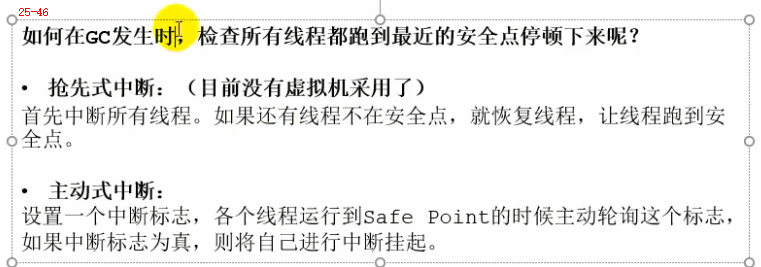 25-46
如何在GC发生时，检查所有线程都跑到最近的安全点停顿下来呢？
• 抢先式中断：（目前没有虚拟机采用了）
首先中断所有线程。如果还有线程不在安全点，就恢复线程，让线程跑到安
全点。
• 主动式中断：
设置一个中断标志，各个线程运行到Safe Point的时候主动轮询这个标志，
如果中断标志为真，则将自己进行中断挂起。